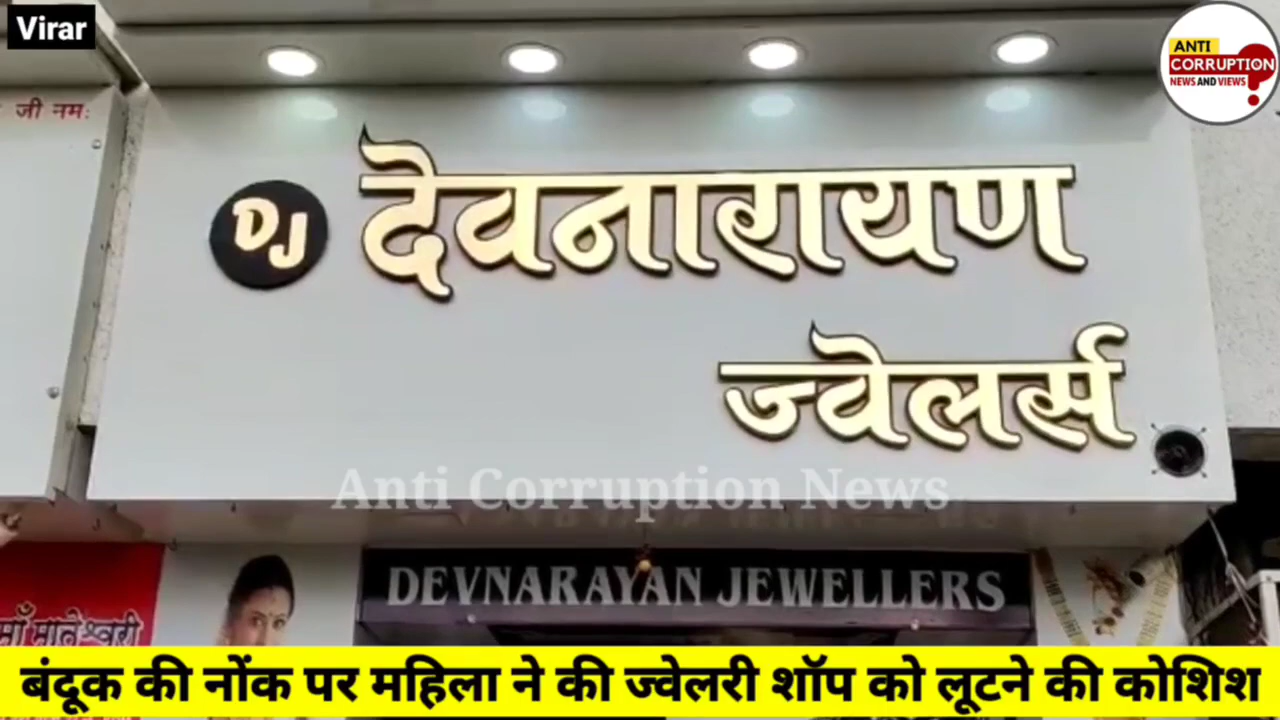 Virar
ANTI
CORRUPTION
NEWS AND VIEWS
जी नमः
DJ
देवनारायण
ज्वेलर्स
Anti Corruption News
DEVNARAYAN JEWELLERS
माँ मातेश्वरी
बंदूक की नोंक पर महिला ने की ज्वेलरी शॉप को लूटने की कोशिश